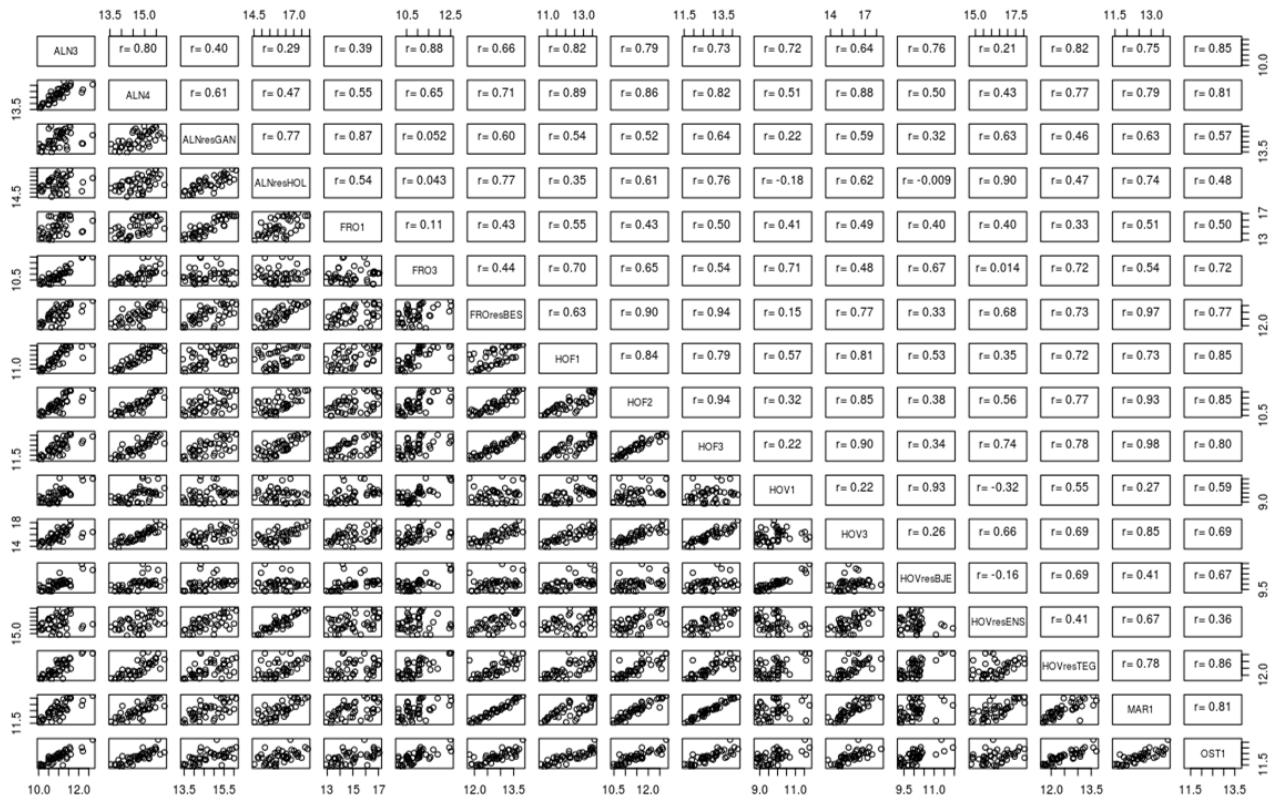 13.5 15.0 14.5 17.0 10.5 12.5 11.0 13.0 11.5 13.5 14 17 15.0 17.5 11.5 13.0
ALN3 r= 0.80 r= 0.40 r= 0.29 r= 0.39 r= 0.88 r= 0.66 r= 0.82 r= 0.79 r= 0.73 r= 0.72 r= 0.64 r= 0.76 r= 0.21 r= 0.82 r= 0.75 r= 0.85 10.0
13.5 ALN4 r= 0.61 r= 0.47 r= 0.55 r= 0.65 r= 0.71 r= 0.89 r= 0.86 r= 0.82 r= 0.51 r= 0.88 r= 0.50 r= 0.43 r= 0.77 r= 0.79 r= 0.81
ALNresGAN r= 0.77 r= 0.87 r= 0.052 r= 0.60 r= 0.54 r= 0.52 r= 0.64 r= 0.22 r= 0.59 r= 0.32 r= 0.63 r= 0.46 r= 0.63 r= 0.57 13.5
14.5 ALNresHOL r= 0.54 r= 0.043 r= 0.77 r= 0.35 r= 0.61 r= 0.76 r= -0.18 r= 0.62 r= -0.009 r= 0.90 r= 0.47 r= 0.74 r= 0.48
FRO1 r= 0.11 r= 0.43 r= 0.55 r= 0.43 r= 0.50 r= 0.41 r= 0.49 r= 0.40 r= 0.40 r= 0.33 r= 0.51 r= 0.50 13 17
10.5 FRO3 r= 0.44 r= 0.70 r= 0.65 r= 0.54 r= 0.71 r= 0.48 r= 0.67 r= 0.014 r= 0.72 r= 0.54 r= 0.72
FROresBES r= 0.63 r= 0.90 r= 0.94 r= 0.15 r= 0.77 r= 0.33 r= 0.68 r= 0.73 r= 0.97 r= 0.77 12.0
11.0 HOF1 r= 0.84 r= 0.79 r= 0.57 r= 0.81 r= 0.53 r= 0.35 r= 0.72 r= 0.73 r= 0.85
HOF2 r= 0.94 r= 0.32 r= 0.85 r= 0.38 r= 0.56 r= 0.77 r= 0.93 r= 0.85 10.5
11.5 HOF3 r= 0.22 r= 0.90 r= 0.34 r= 0.74 r= 0.78 r= 0.98 r= 0.80
HOV1 r= 0.22 r= 0.93 r= -0.32 r= 0.55 r= 0.27 r= 0.59 9.0
14 18 HOV3 r= 0.26 r= 0.66 r= 0.69 r= 0.85 r= 0.69
HOVresBJE r= -0.16 r= 0.69 r= 0.41 r= 0.67 9.5
15.0 HOVresENS r= 0.41 r= 0.67 r= 0.36
HOVresTEG r= 0.78 r= 0.86 12.0
11.5 MAR1 r= 0.81
OST1 11.5
10.0 12.0 13.5 15.5 13 15 17 12.0 13.5 10.5 12.0 9.0 11.0 9.5 11.0 12.0 13.5 11.5 13.5